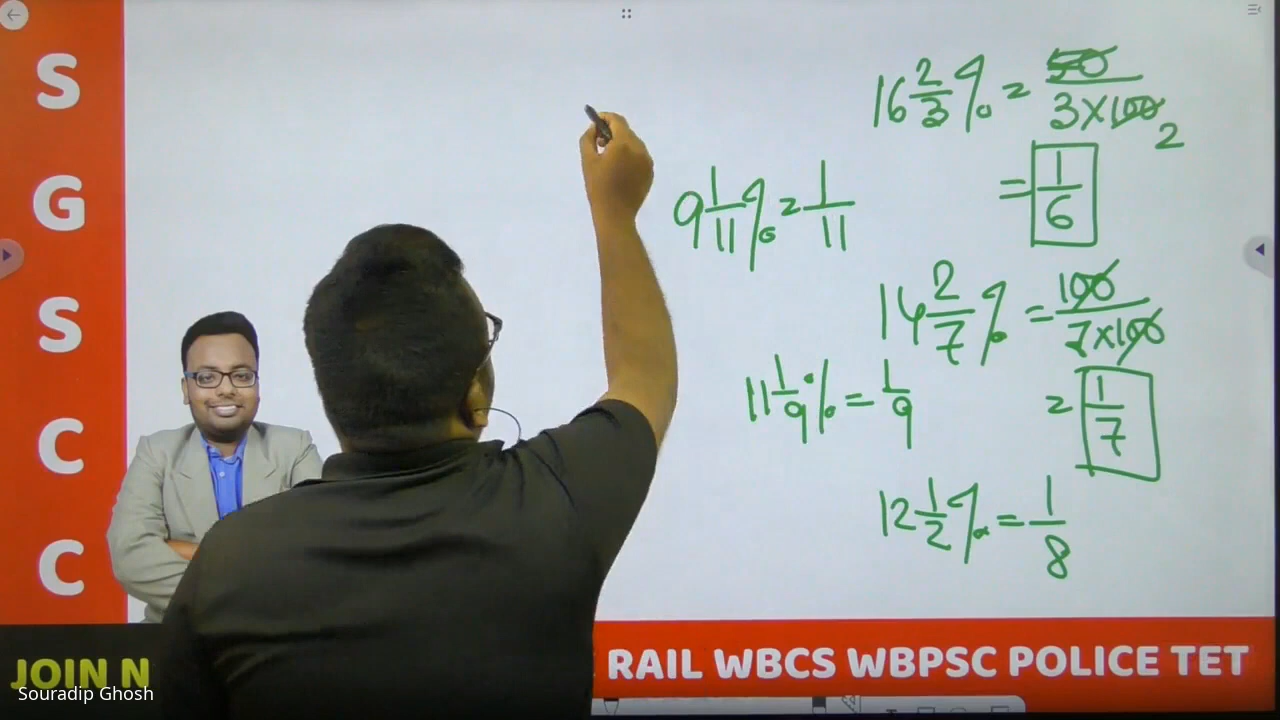 S
G
S
C
C
16 2/3 % = 50/3×100 2
= 1/6
9 1/11 % = 1/11
14 2/7 % = 100/7×100
= 1/7
11 1/9 % = 1/9
12 1/2 % = 1/8
JOIN N
RAIL WBCS WBPSC POLICE TET
Souradip Ghosh